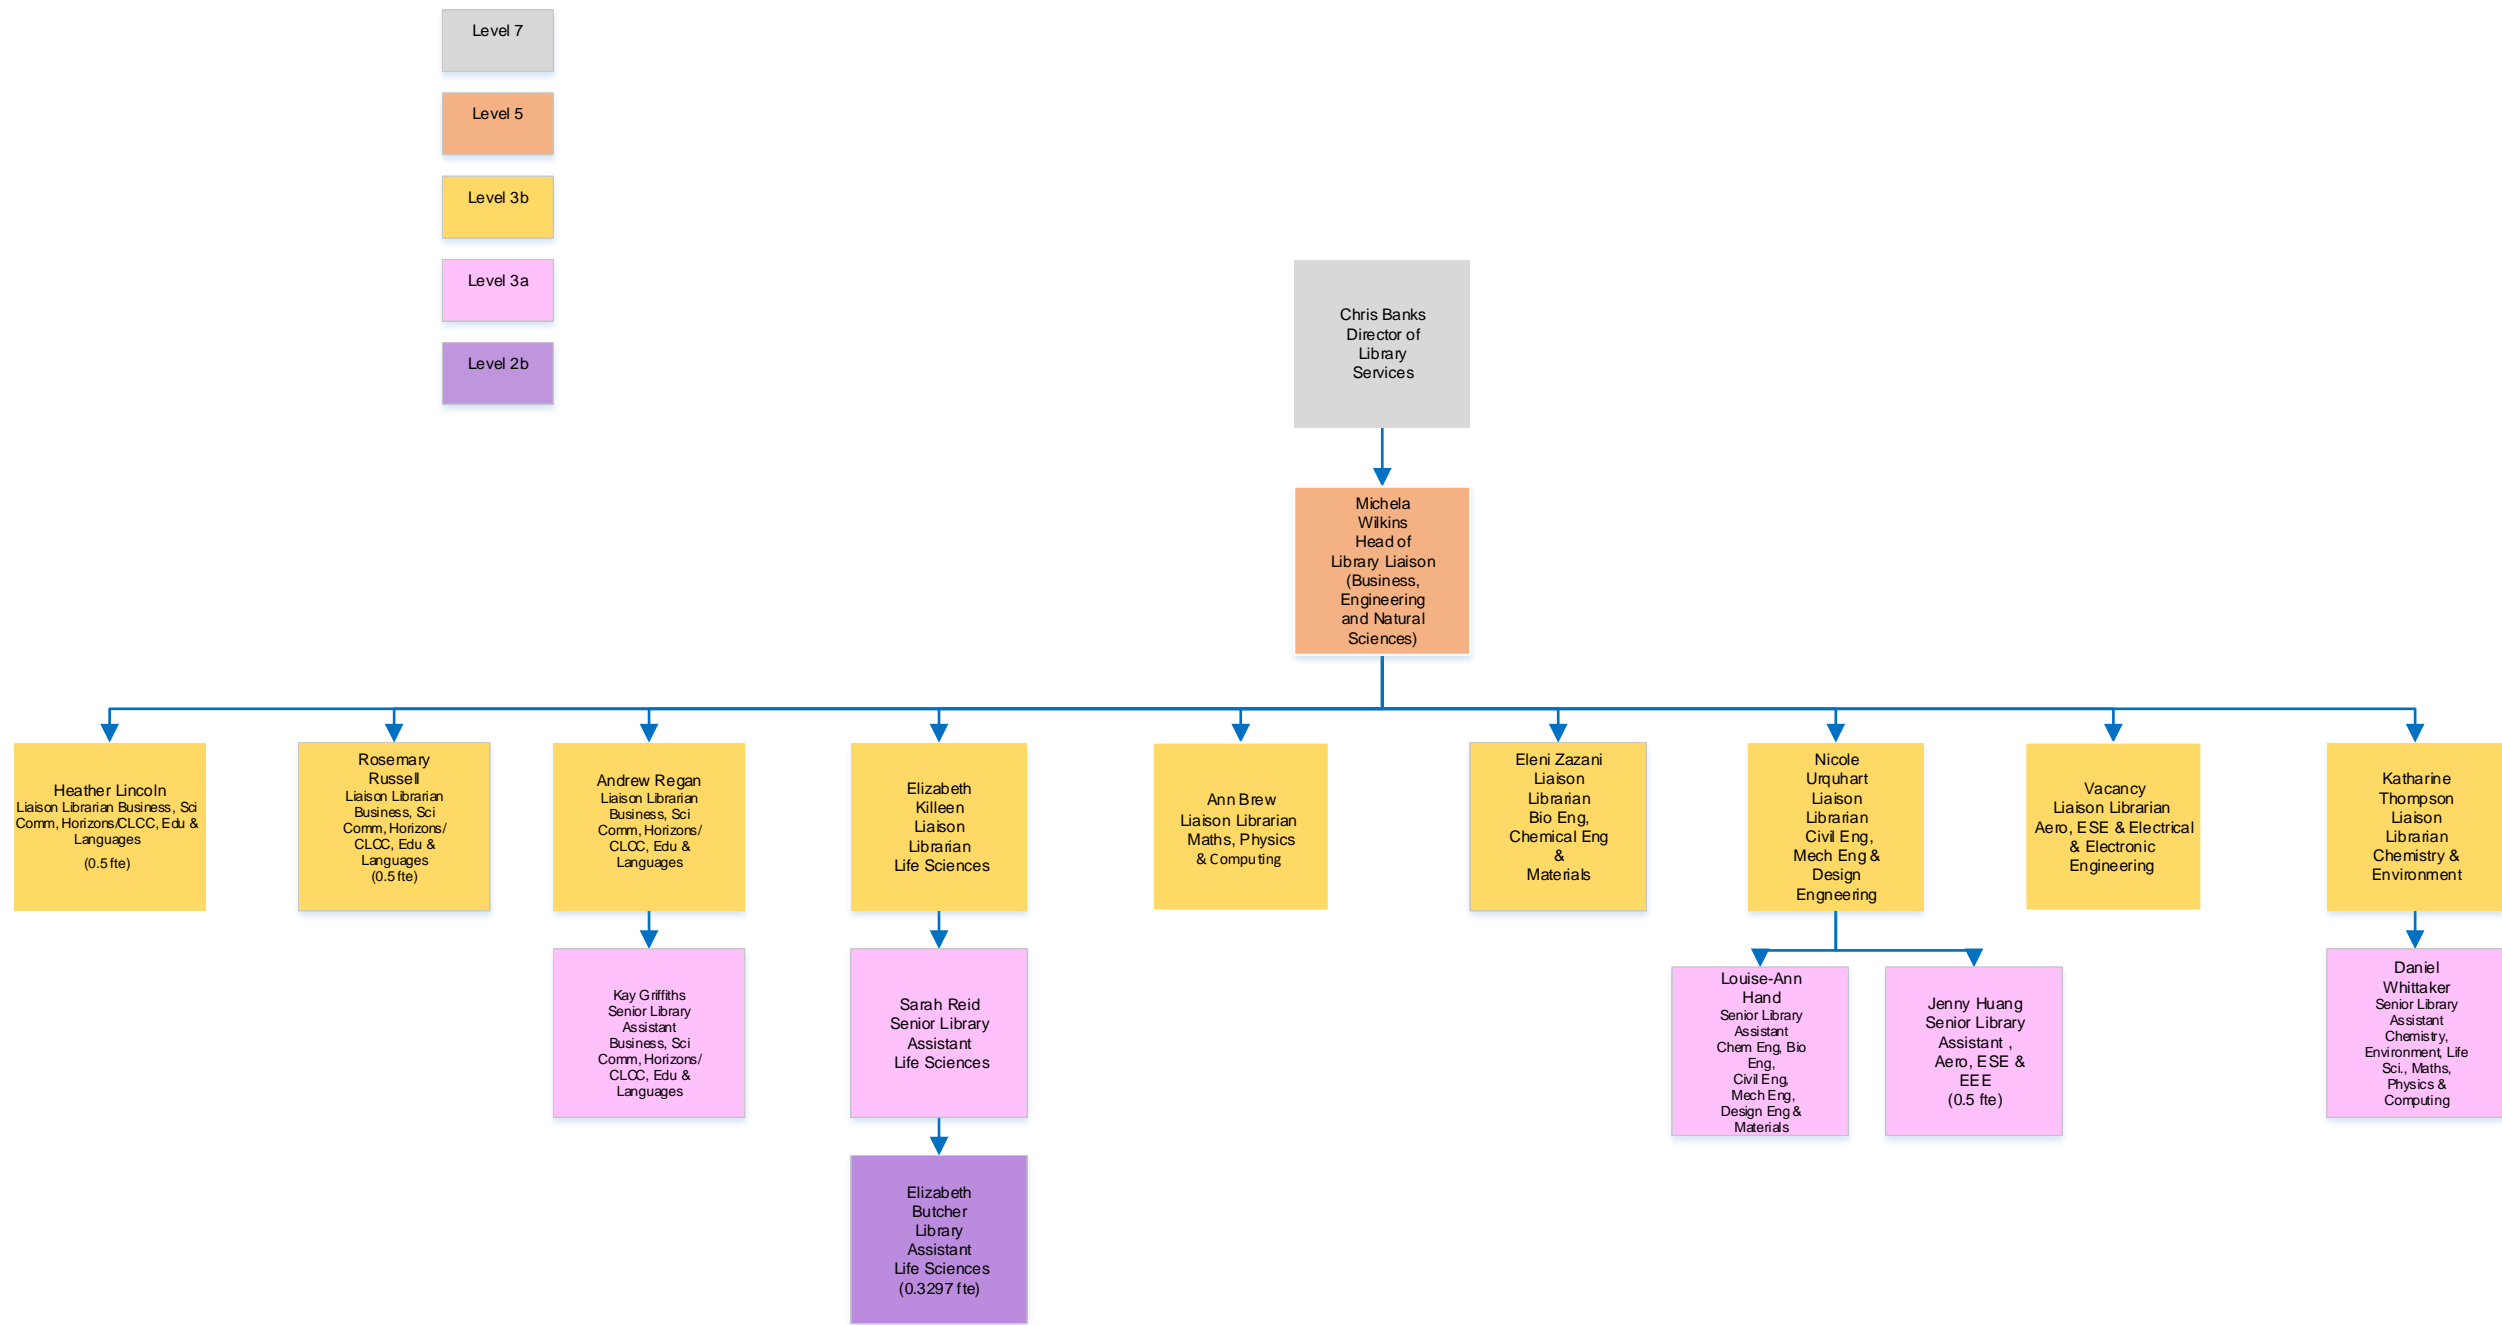 Level 7
Level 5
Level 3b
Level 3a
Level 2b
Chris Banks
Director of
Library
Services
Michela
Wilkins
Head of
Library Liaison
(Business,
Engineering
and Natural
Sciences)
Heather Lincoln
Liaison Librarian Business, Sci
Comm, Horizons/CLCC, Edu &
Languages
(0.5 fte)
Rosemary
Russell
Liaison Librarian
Business, Sci
Comm, Horizons/
CLCC, Edu &
Languages
(0.5 fte)
Andrew Regan
Liaison Librarian
Business, Sci
Comm, Horizons/
CLCC, Edu &
Languages
Elizabeth
Killeen
Liaison
Librarian
Life Sciences
Ann Brew
Liaison Librarian
Maths, Physics
& Computing
Eleni Zazani
Liaison
Librarian
Bio Eng,
Chemical Eng
&
Materials
Nicole
Urquhart
Liaison
Librarian
Civil Eng,
Mech Eng &
Design
Engneering
Vacancy
Liaison Librarian
Aero, ESE & Electrical
& Electronic
Engineering
Katharine
Thompson
Liaison
Librarian
Chemistry &
Environment
Kay Griffiths
Senior Library
Assistant
Business, Sci
Comm, Horizons/
CLCC, Edu &
Languages
Sarah Reid
Senior Library
Assistant
Life Sciences
Louise-Ann
Hand
Senior Library
Assistant
Chem Eng, Bio
Eng,
Civil Eng,
Mech Eng,
Design Eng &
Materials
Jenny Huang
Senior Library
Assistant ,
Aero, ESE &
EEE
(0.5 fte)
Daniel
Whittaker
Senior Library
Assistant
Chemistry,
Environment, Life
Sci., Maths,
Physics &
Computing
Elizabeth
Butcher
Library
Assistant
Life Sciences
(0.3297 fte)